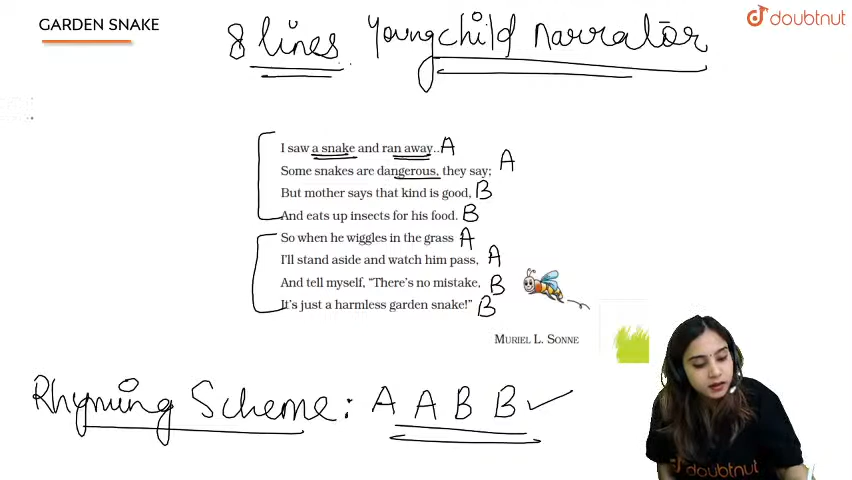 GARDEN SNAKE
8 lines Young child narrator
doubtnut
I saw a snake and ran away.. A
Some snakes are dangerous, they say; A
But mother says that kind is good, B
And eats up insects for his food. B
So when he wiggles in the grass A
I'll stand aside and watch him pass, A
And tell myself, “There's no mistake, B
It's just a harmless garden snake!” B
MURIEL L. SONNE
Rhyming Scheme: A A B B
doubtnut